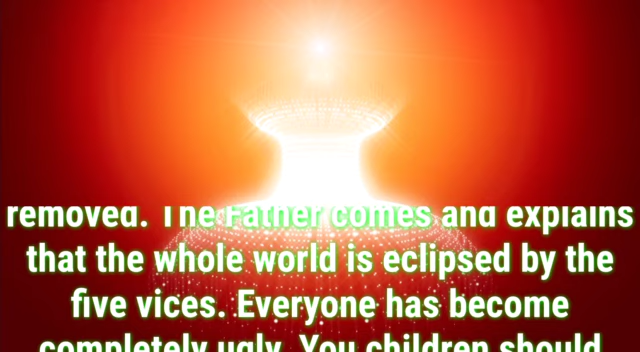 removed. The Father comes and explains
that the whole world is eclipsed by the
five vices. Everyone has become
completely ugly. You children should